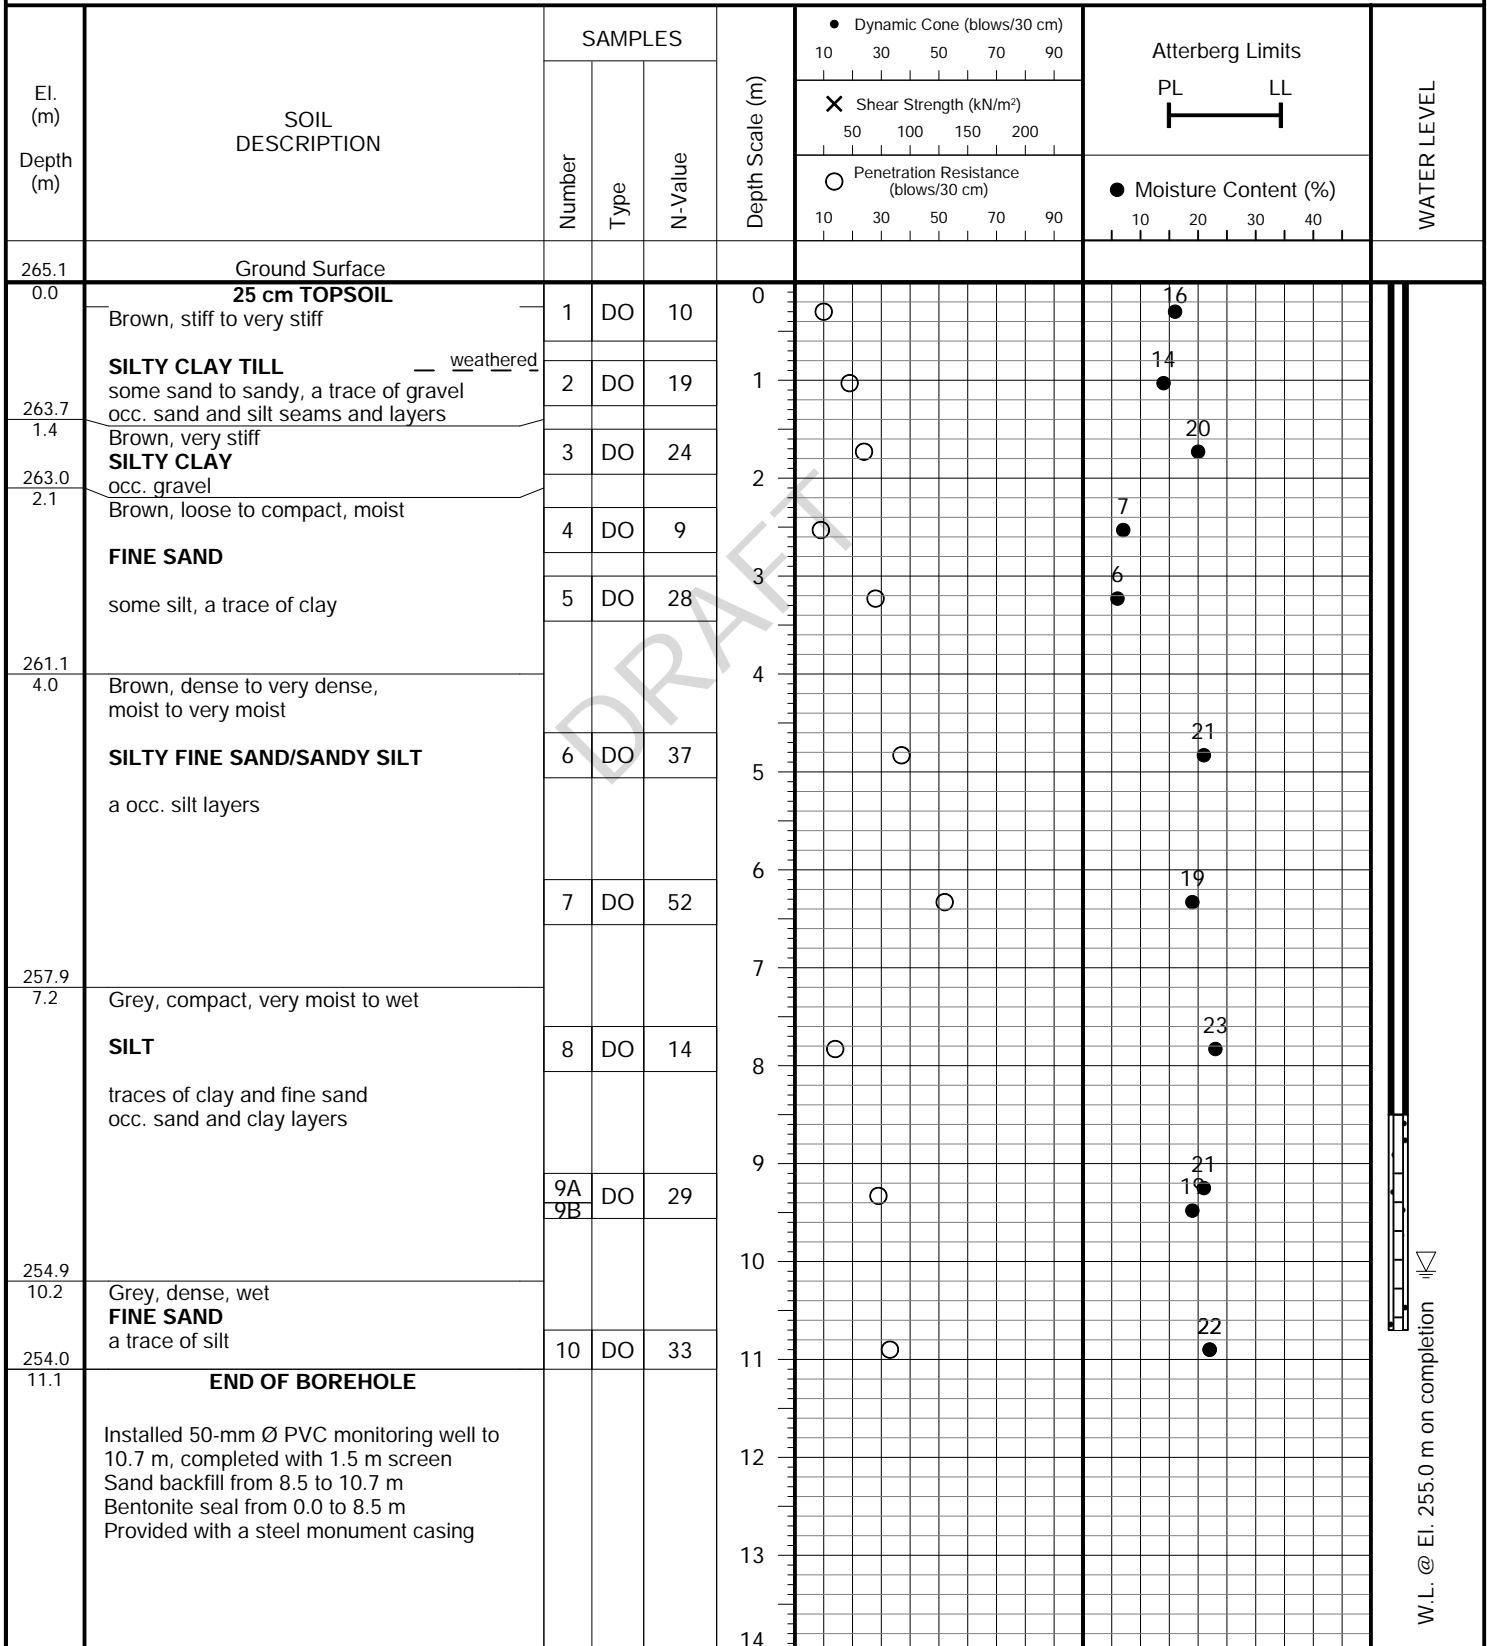 El.
(m)
Depth
(m)
SOIL
DESCRIPTION
SAMPLES
Number
Type
N-Value
Depth Scale (m)
Dynamic Cone (blows/30 cm)
10 30 50 70 90
Shear Strength (kN/m²)
50 100 150 200
Penetration Resistance
(blows/30 cm)
10 30 50 70 90
Atterberg Limits
PL LL
Moisture Content (%)
10 20 30 40
WATER LEVEL
265.1 Ground Surface
0.0 25 cm TOPSOIL 0 16
Brown, stiff to very stiff 1 DO 10
SILTY CLAY TILL weathered 14
some sand to sandy, a trace of gravel 2 DO 19 1
263.7 occ. sand and silt seams and layers
1.4 Brown, very stiff 20
SILTY CLAY 3 DO 24
263.0 occ. gravel 2
2.1 Brown, loose to compact, moist 7
4 DO 9
FINE SAND
3 6
some silt, a trace of clay 5 DO 28
261.1 4
4.0 Brown, dense to very dense,
moist to very moist
21
SILTY FINE SAND/SANDY SILT 6 DO 37
5
a occ. silt layers
6 19
7 DO 52
257.9 7
7.2 Grey, compact, very moist to wet
23
SILT 8 DO 14
8
traces of clay and fine sand
occ. sand and clay layers
9 21
9A DO 29 19
9B
10
254.9
10.2 Grey, dense, wet
FINE SAND
a trace of silt 22
10 DO 33
254.0 11
11.1 END OF BOREHOLE
Installed 50-mm Ø PVC monitoring well to
10.7 m, completed with 1.5 m screen
12
Sand backfill from 8.5 to 10.7 m
Bentonite seal from 0.0 to 8.5 m
Provided with a steel monument casing
13
14
W.L. @ El. 255.0 m on completion
DRAFT